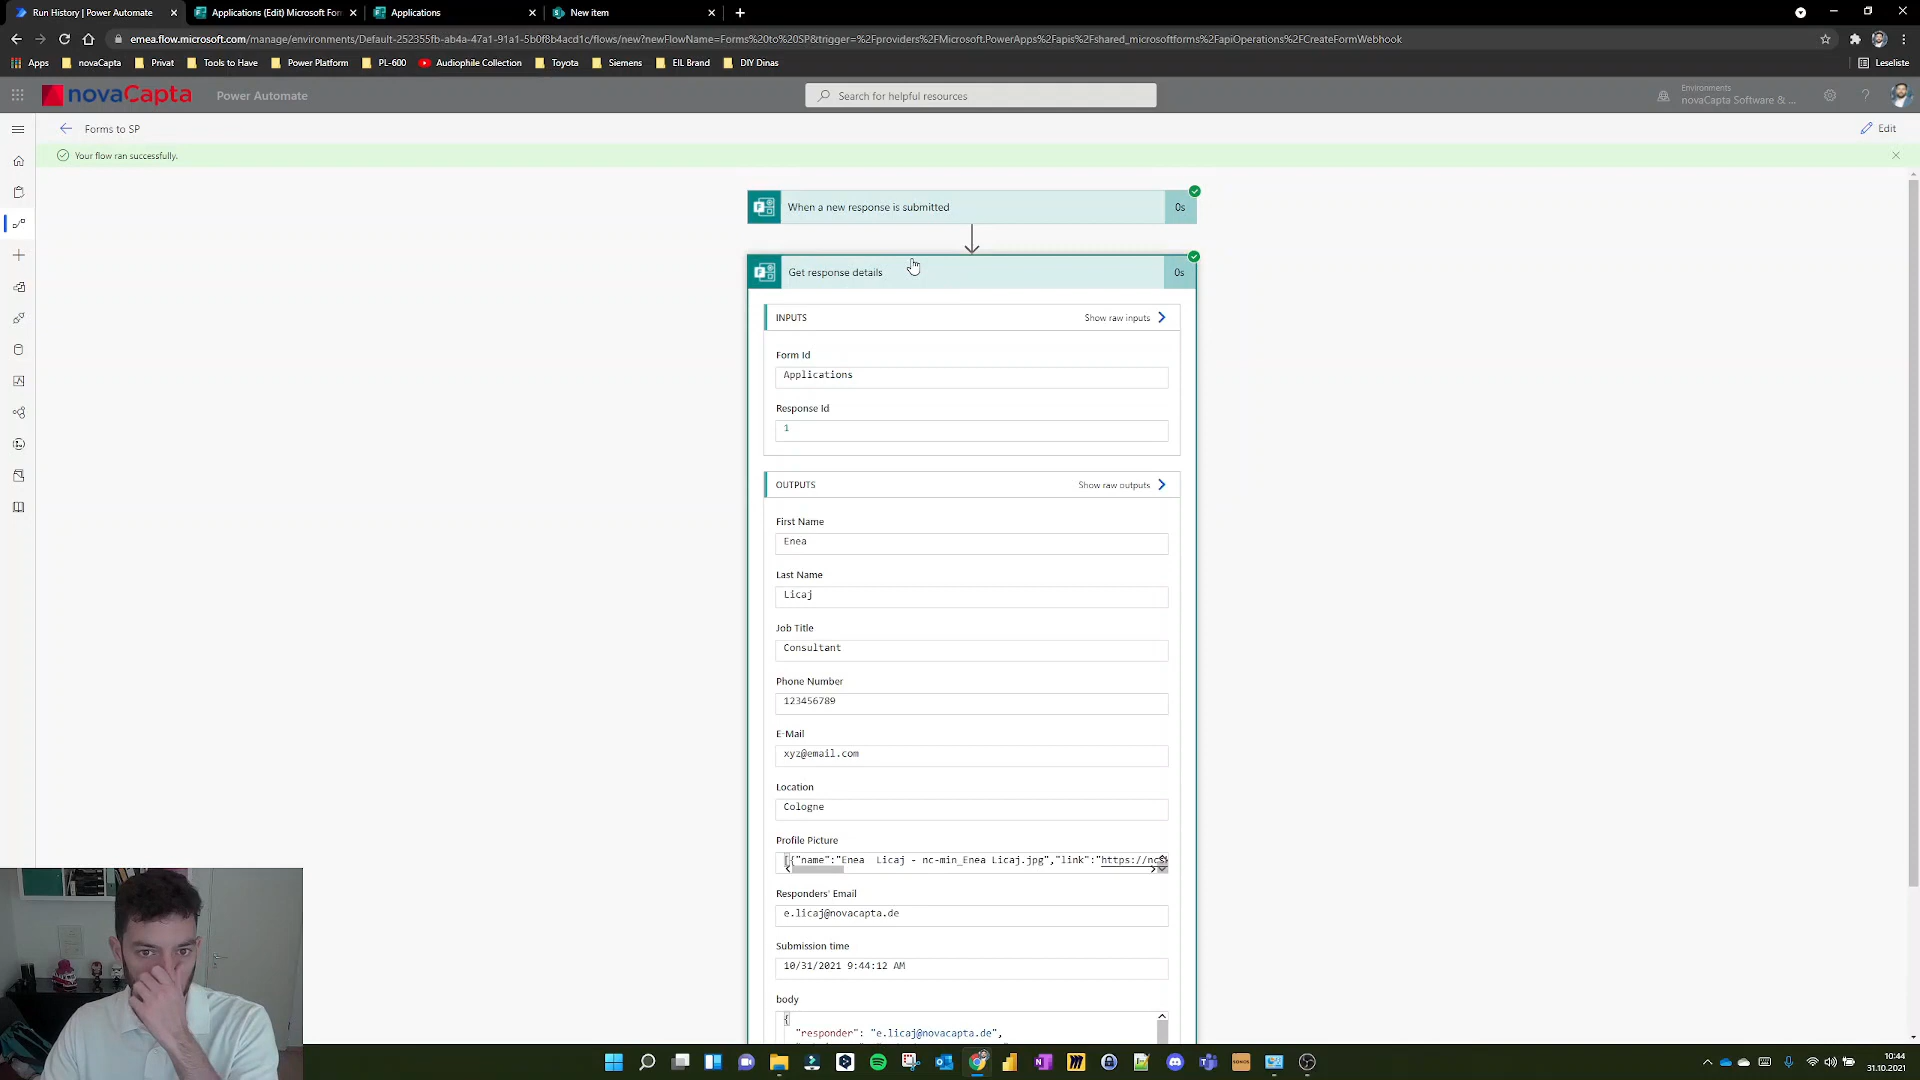 Run History | Power Automate
Applications (Edit) Microsoft For
Applications
New item
emea.flow.microsoft.com/manage/environments/Default-252355fb-ab4a-47a1-91a1-5b0f8b4acd1c/flows/new?newFlowName=Forms%20to%20SP&trigger=%2Fproviders%2FMicrosoft.PowerApps%2Fapis%2Fshared_microsoftforms%2FapiOperations%2FCreateFormWebhook
Apps
novaCapta
Privat
Tools to Have
Power Platform
PL-600
Audiophile Collection
Toyota
Siemens
EIL Brand
DIY Dinas
Leseliste
novaCapta
Power Automate
Search for helpful resources
Environments
novaCapta Software & ...
Forms to SP
Edit
Your flow ran successfully.
When a new response is submitted
0s
Get response details
0s
INPUTS
Show raw inputs
Form Id
Applications
Response Id
1
OUTPUTS
Show raw outputs
First Name
Enea
Last Name
Licaj
Job Title
Consultant
Phone Number
123456789
E-Mail
xyz@email.com
Location
Cologne
Profile Picture
[{"name":"Enea  Licaj - nc-min_Enea Licaj.jpg","link":"https://ncs
Responders' Email
e.licaj@novacapta.de
Submission time
10/31/2021 9:44:12 AM
body
{
"responder": "e.licaj@novacapta.de",
10:44
31.10.2021